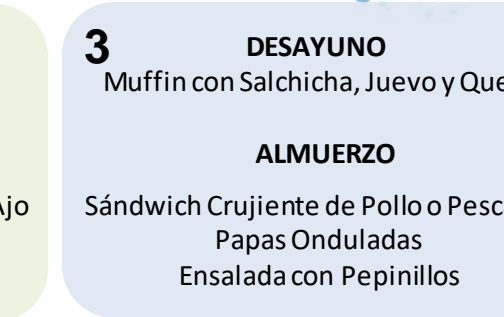 3
DESAYUNO
Muffin con Salchicha, Juevo y Que
ALMUERZO
Ajo
Sándwich Crujiente de Pollo o Pesc
Papas Onduladas
Ensalada con Pepinillos